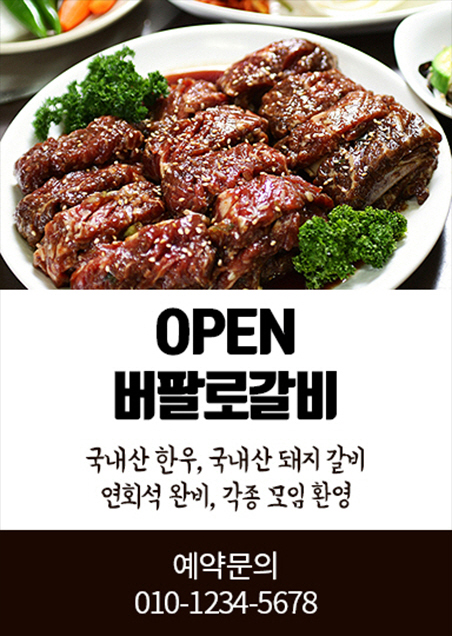 OPEN
버팔로갈비
국내산 한우, 국내산 돼지 갈비
연회석 완비, 각종 모임 환영
예약문의
010-1234-5678